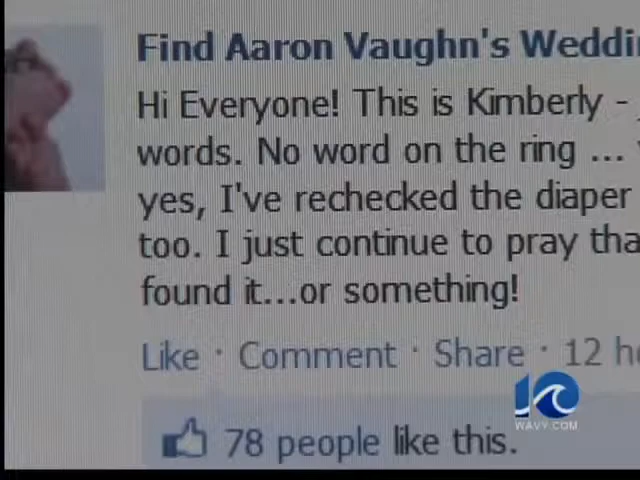 Find Aaron Vaughn's Weddi
Hi Everyone! This is Kimberly -
words. No word on the ring ...
yes, I've rechecked the diaper
too. I just continue to pray tha
found it...or something!
Like · Comment · Share · 12 h
78 people like this.
10
WAVY.COM